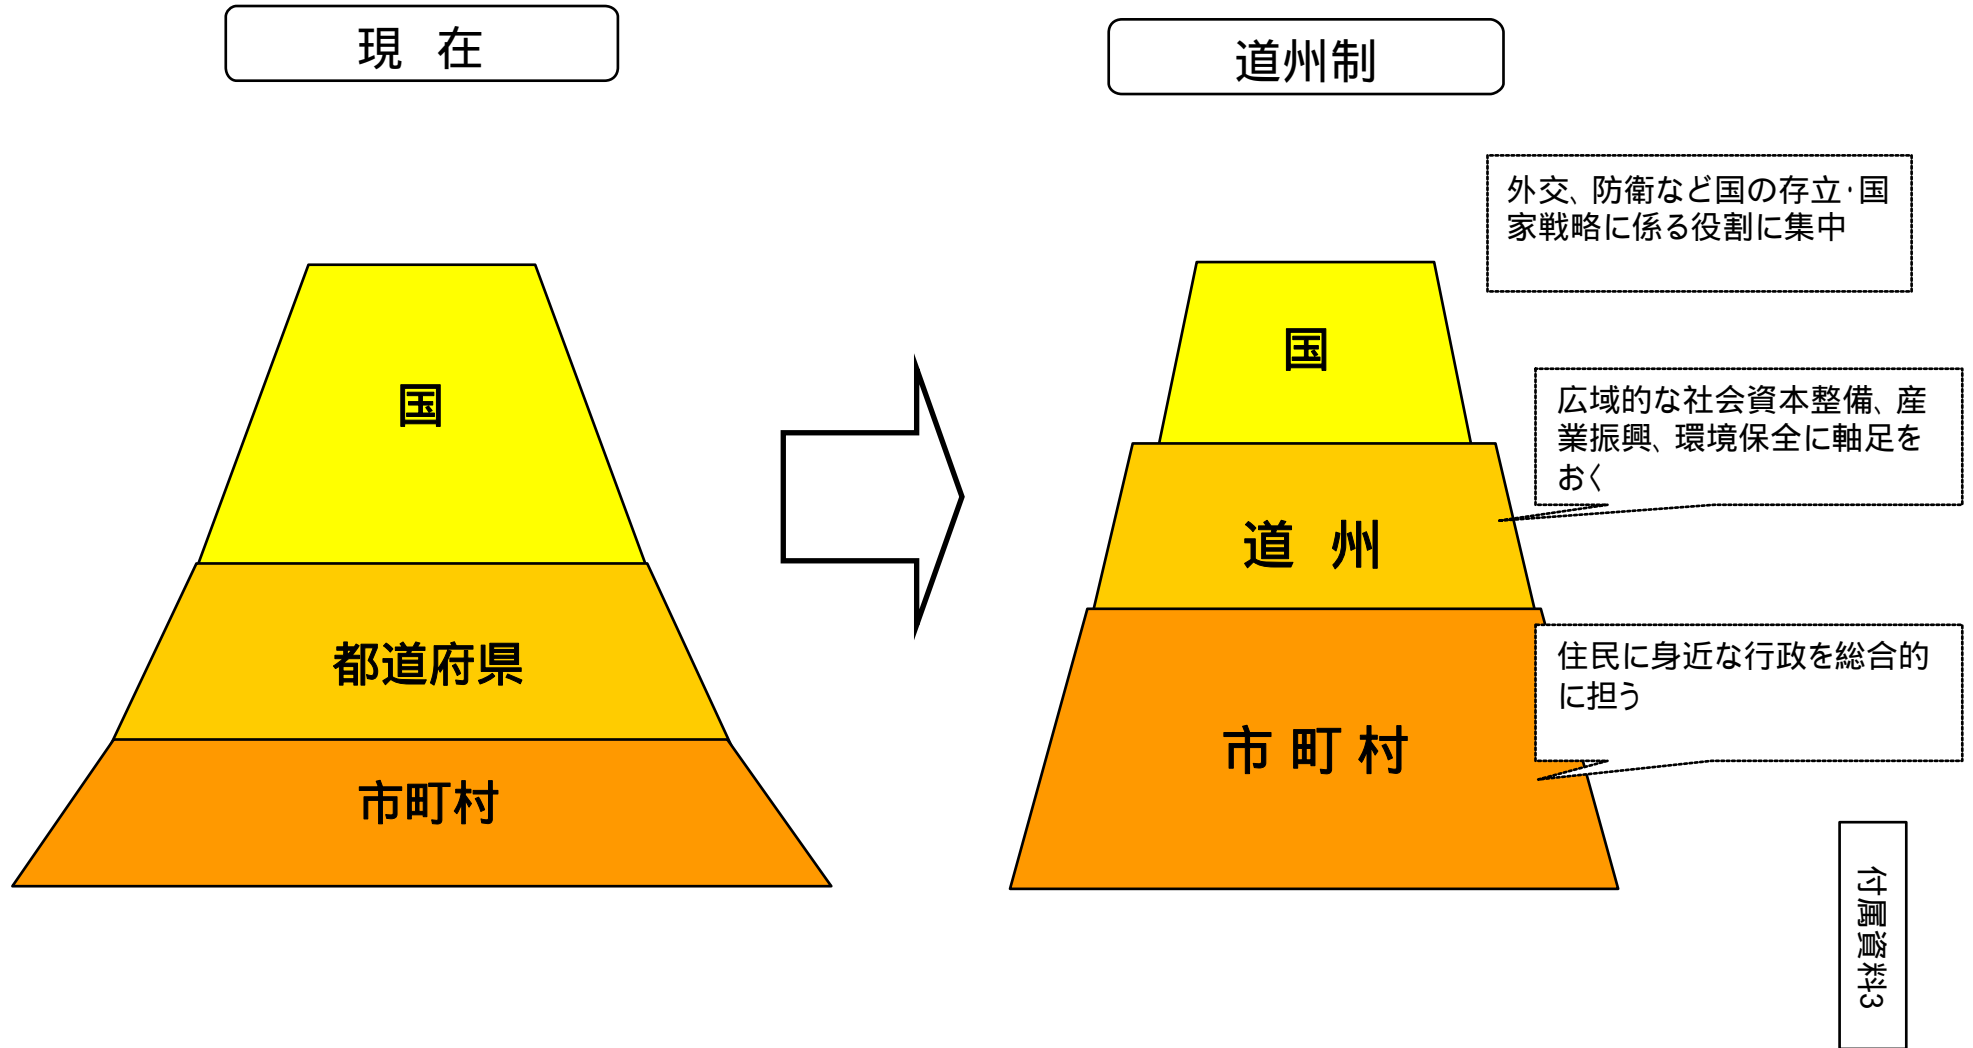 現 在
国
都道府県
市町村
道州制
国
道 州
市 町 村
外交、防衛など国の存立・国
家戦略に係る役割に集中
広域的な社会資本整備、産
業振興、環境保全に軸足を
おく
住民に身近な行政を総合的
に担う
付属資料3